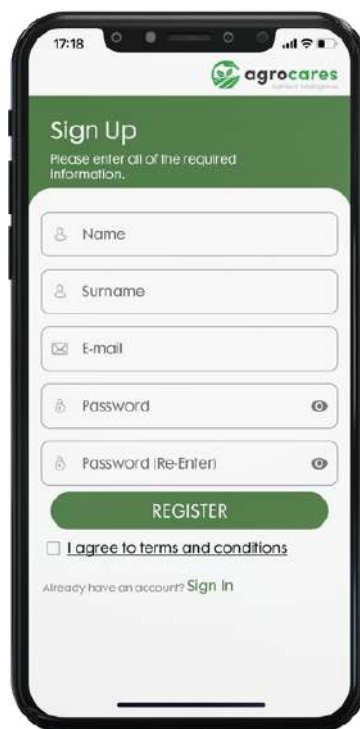 17:18
agrocares
Sign Up
Please enter all of the required
information.
Name
Surname
E-mail
Password
Password (Re-Enter)
REGISTER
I agree to terms and conditions
Already have an account? Sign In